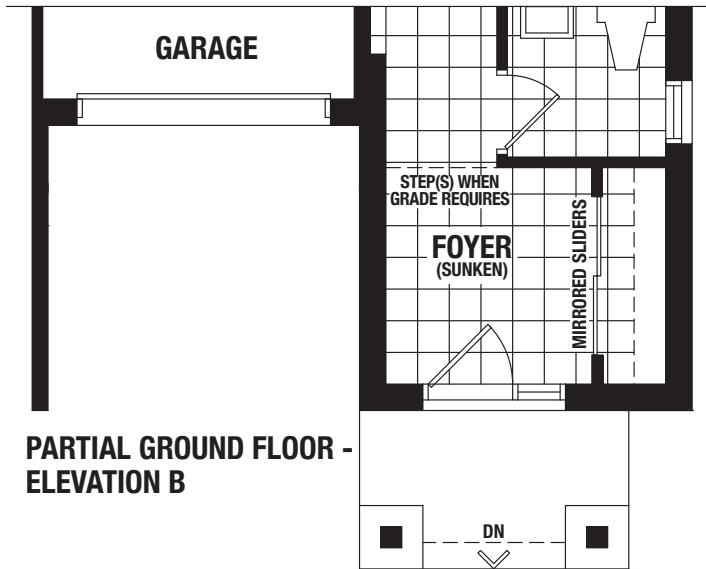 GARAGE
STEP(S) WHEN
GRADE REQUIRES
FOYER
(SUNKEN)
MIRRORED SLIDERS
PARTIAL GROUND FLOOR -
ELEVATION B
DN